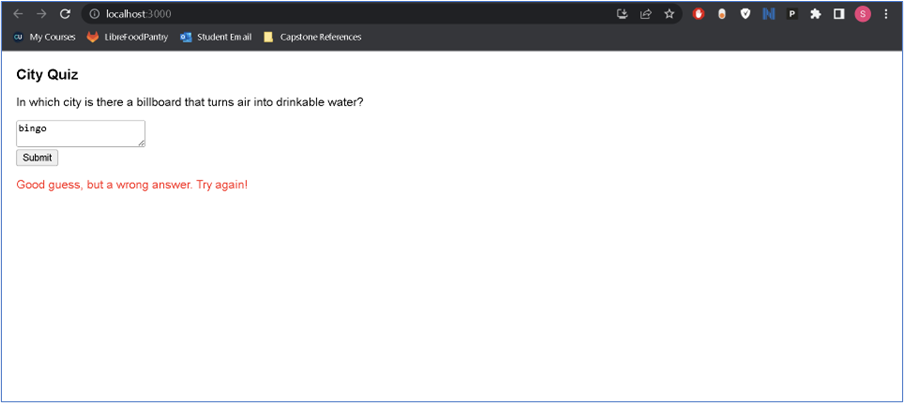 localhost:3000
My Courses LibreFoodPantry Student Email Capstone References
City Quiz
In which city is there a billboard that turns air into drinkable water?
bingo
Submit
Good guess, but a wrong answer. Try again!